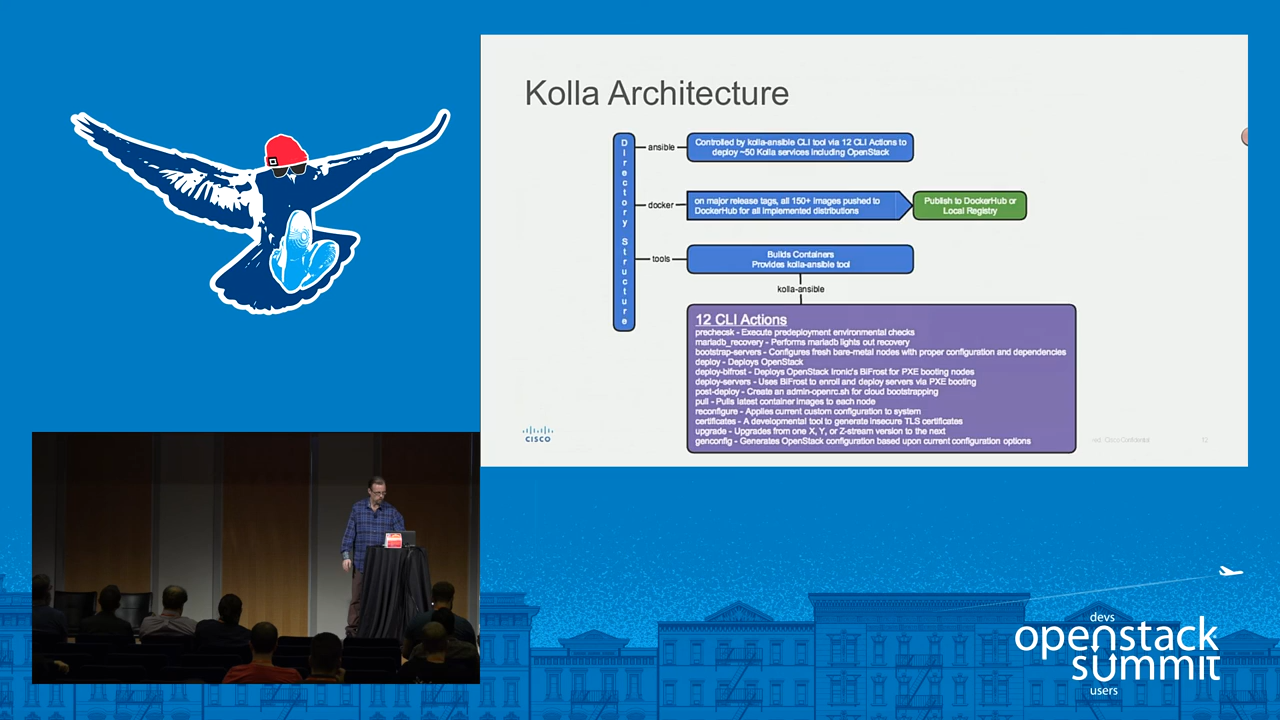 Kolla Architecture
Directory Structure
ansible
Controlled by kolla-ansible CLI tool via 12 CLI Actions to
deploy ~50 Kolla services including OpenStack
docker
on major release tags, all 150+ images pushed to
DockerHub for all implemented distributions
Publish to DockerHub or
Local Registry
tools
Builds Containers
Provides kolla-ansible tool
kolla-ansible
12 CLI Actions
prechecsk - Execute predeployment environmental checks
mariadb_recovery - Performs mariadb lights out recovery
bootstrap-servers - Configures fresh bare-metal nodes with proper configuration and dependencies
deploy - Deploys OpenStack
deploy-bifrost - Deploys OpenStack Ironic's BiFrost for PXE booting nodes
deploy-servers - Uses BiFrost to enroll and deploy servers via PXE booting
post-deploy - Create an admin-openrc.sh for cloud bootstrapping
pull - Pulls latest container images to each node
reconfigure - Applies current custom configuration to system
certificates - A developmental tool to generate insecure TLS certificates
upgrade - Upgrades from one X, Y, or Z-stream version to the next
genconfig - Generates OpenStack configuration based upon current configuration options
CISCO
Cisco Confidential
12
devs
openstack
summit
users